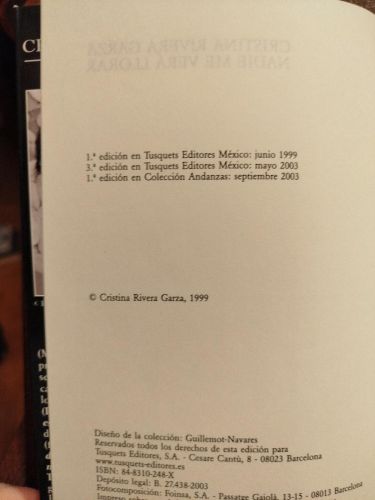 CRISTINA RIVERA GARZA
NADIE ME VERÁ LLORAR
1.ª edición en Tusquets Editores México: junio 1999
3.ª edición en Tusquets Editores México: mayo 2003
1.ª edición en Colección Andanzas: septiembre 2003
© Cristina Rivera Garza, 1999
Diseño de la colección: Guillemot-Navares
Reservados todos los derechos de esta edición para
Tusquets Editores, S.A. - Cesare Cantù, 8 - 08023 Barcelona
www.tusquets-editores.es
ISBN: 84-8310-248-X
Depósito legal: B. 27.438-2003
Fotocomposición: Foinsa, S.A. - Passatge Gaiolà, 13-15 - 08013 Barcelona
Impreso sobre